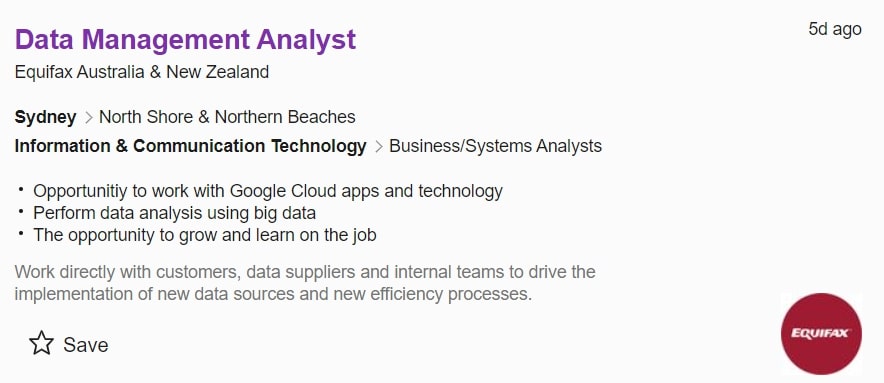 Data Management Analyst
5d ago
Equifax Australia & New Zealand
Sydney > North Shore & Northern Beaches
Information & Communication Technology > Business/Systems Analysts
• Opportunitiy to work with Google Cloud apps and technology
• Perform data analysis using big data
• The opportunity to grow and learn on the job
Work directly with customers, data suppliers and internal teams to drive the
implementation of new data sources and new efficiency processes.
Save
EQUIFAX